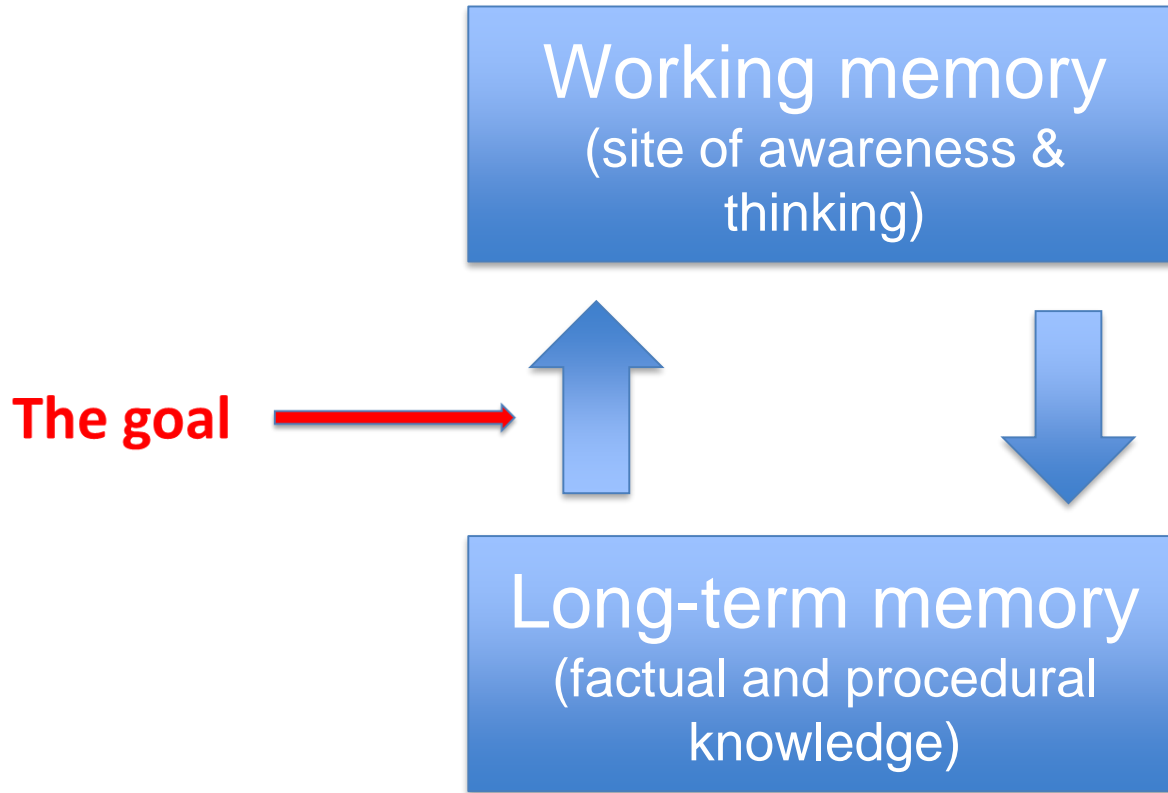 Working memory
(site of awareness &
thinking)
The goal
Long-term memory
(factual and procedural
knowledge)